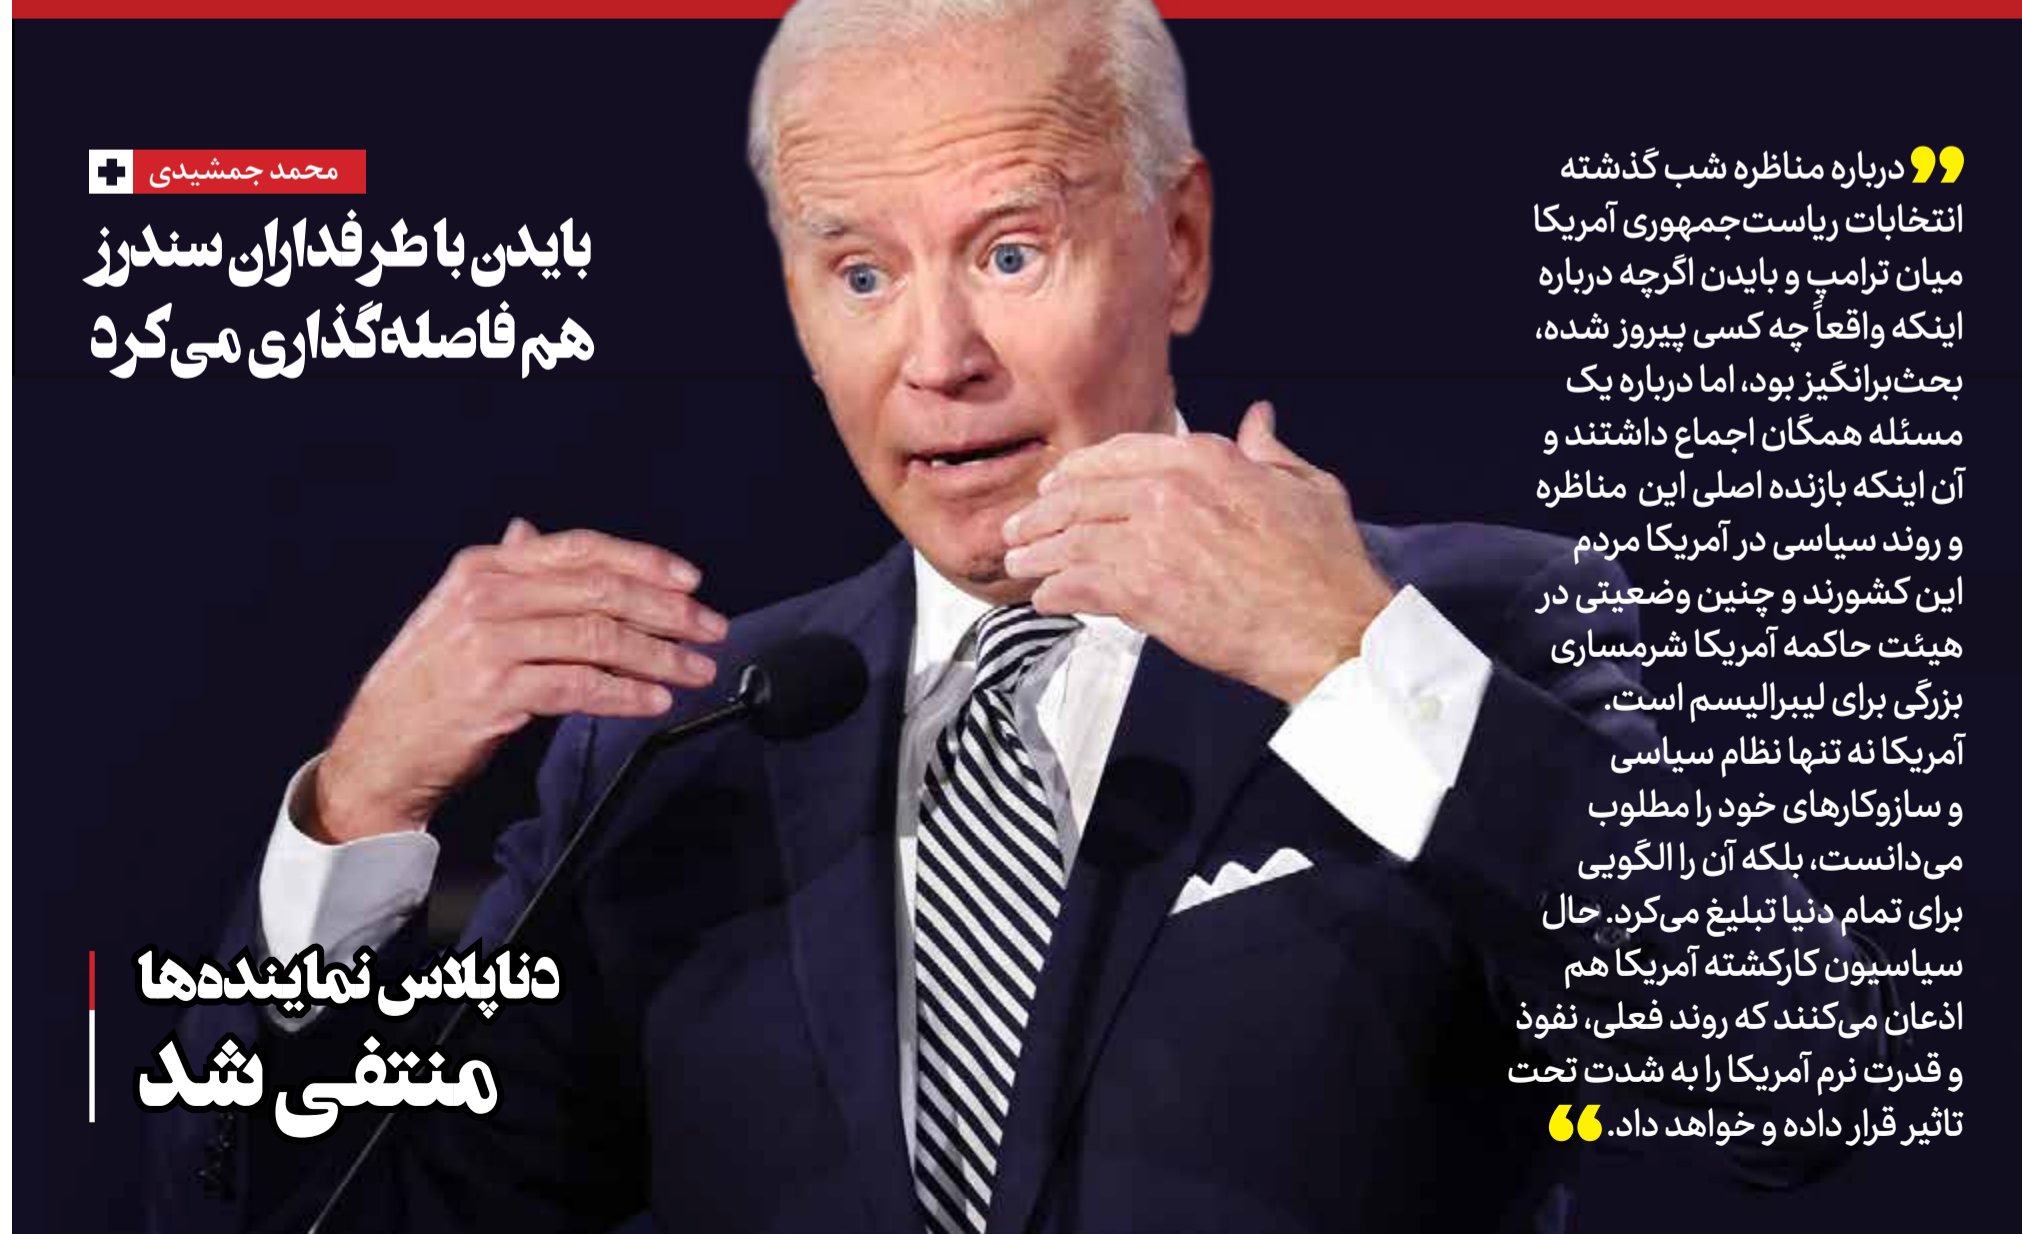 درباره مناظره شب گذشته
انتخابات ریاست‌جمهوری آمریکا
میان ترامپ و بایدن اگرچه درباره
اینکه واقعاً چه کسی پیروز شده،
بحث‌برانگیز بود، اما درباره یک
مسئله همگان اجماع داشتند و
آن اینکه بازنده اصلی این مناظره
و روند سیاسی در آمریکا مردم
این کشورند و چنین وضعیتی در
هیئت حاکمه آمریکا شرمساری
بزرگی برای لیبرالیسم است.
آمریکا نه تنها نظام سیاسی
و سازوکارهای خود را مطلوب
می‌دانست، بلکه آن را الگویی
برای تمام دنیا تبلیغ می‌کرد. حال
سیاسیون کارکشته آمریکا هم
اذعان می‌کنند که روند فعلی، نفوذ
و قدرت نرم آمریکا را به شدت تحت
تاثیر قرار داده و خواهد داد.
محمد جمشیدی
بایدن با طرفداران سندرز
هم فاصله‌گذاری می‌کرد
دناپلاس نماینده‌ها
منتفی شد